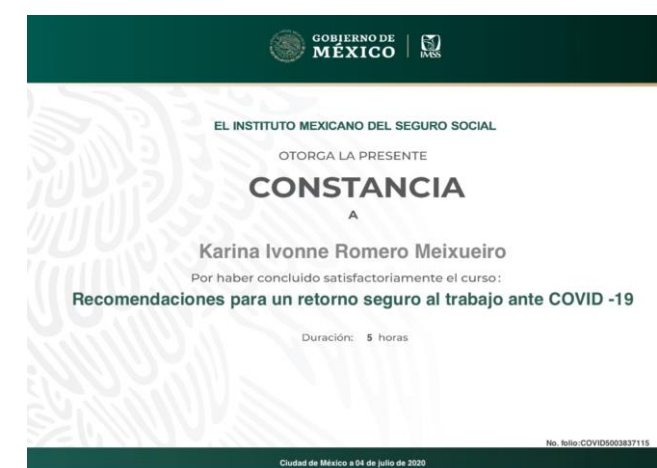 GOBIERNO DE
MÉXICO
IMSS
EL INSTITUTO MEXICANO DEL SEGURO SOCIAL
OTORGA LA PRESENTE
CONSTANCIA
A
Karina Ivonne Romero Meixueiro
Por haber concluido satisfactoriamente el curso:
Recomendaciones para un retorno seguro al trabajo ante COVID -19
Duración: 5 horas
No. folio:COVID5003837115
Ciudad de México a 04 de julio de 2020